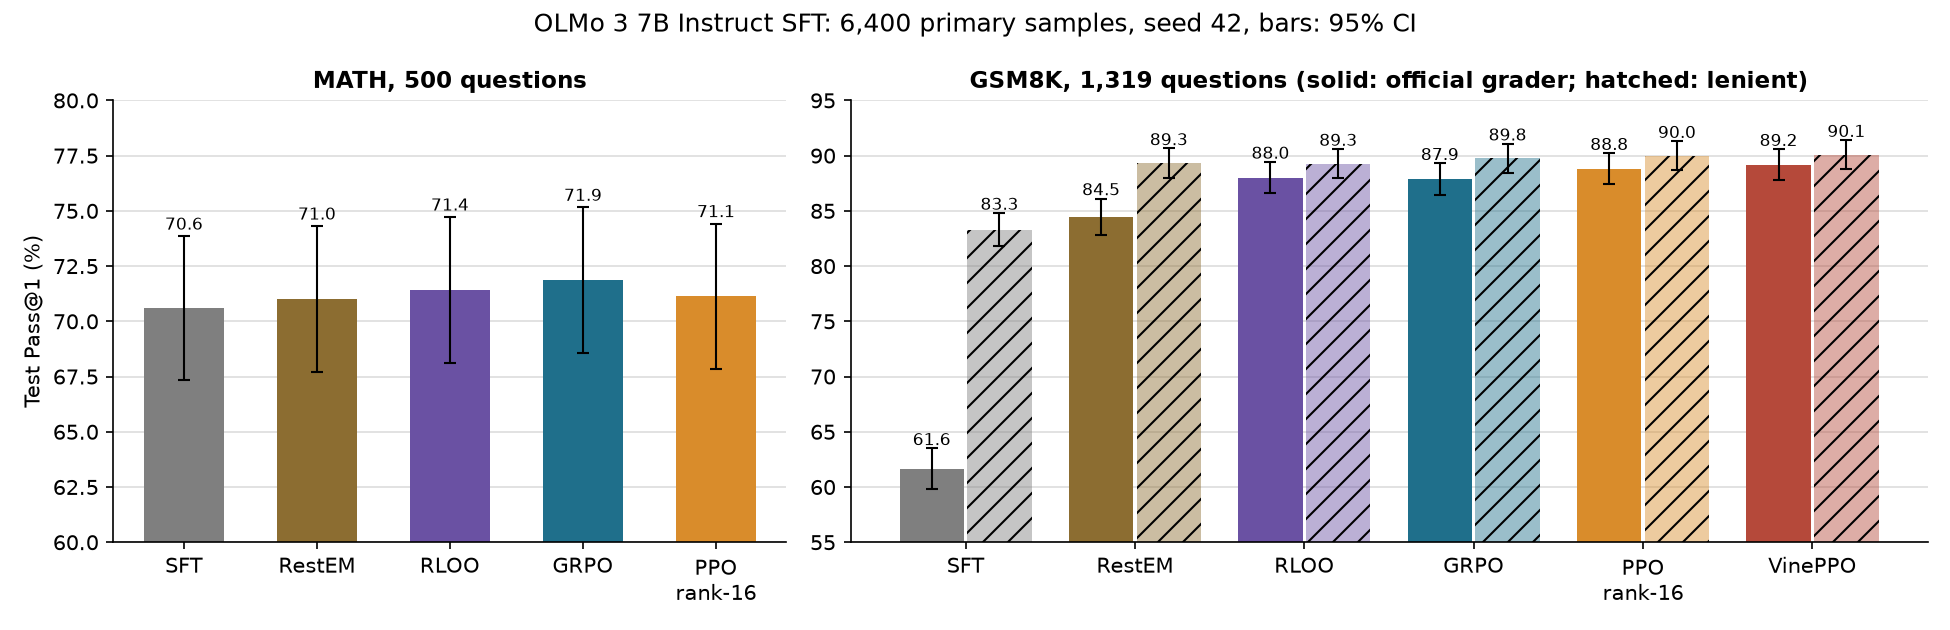 OLMo 3 7B Instruct SFT: 6,400 primary samples, seed 42, bars: 95% CI
MATH, 500 questions
Test Pass@1 (%)
80.0
77.5
75.0
72.5
70.0
67.5
65.0
62.5
60.0
70.6
71.0
71.4
71.9
71.1
SFT
RestEM
RLOO
GRPO
PPO
rank-16
GSM8K, 1,319 questions (solid: official grader; hatched: lenient)
95
90
85
80
75
70
65
60
55
61.6
83.3
84.5
89.3
88.0
89.3
87.9
89.8
88.8
90.0
89.2
90.1
SFT
RestEM
RLOO
GRPO
PPO
rank-16
VinePPO